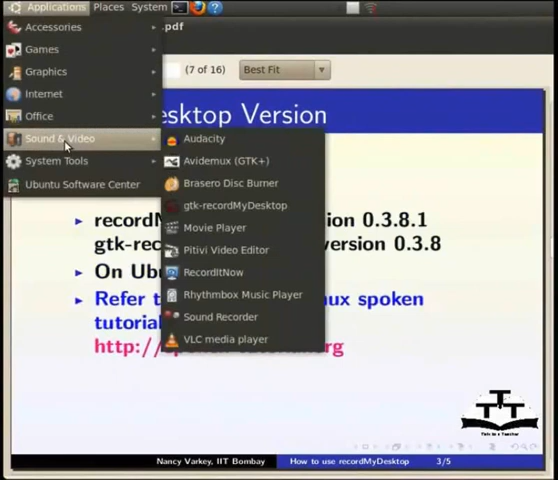 Applications Places System
.pdf
(7 of 16) Best Fit
Accessories
Games
Graphics
Internet
Office
Sound & Video
System Tools
Ubuntu Software Center
Audacity
Avidemux (GTK+)
Brasero Disc Burner
gtk-recordMyDesktop
Movie Player
Pitivi Video Editor
RecordItNow
Rhythmbox Music Player
Sound Recorder
VLC media player
esktop Version
recordM ion 0.3.8.1
gtk-rec version 0.3.8
On Ub
Refer t nux spoken
tutorial
http:// org
Nancy Varkey, IIT Bombay How to use recordMyDesktop 3/5